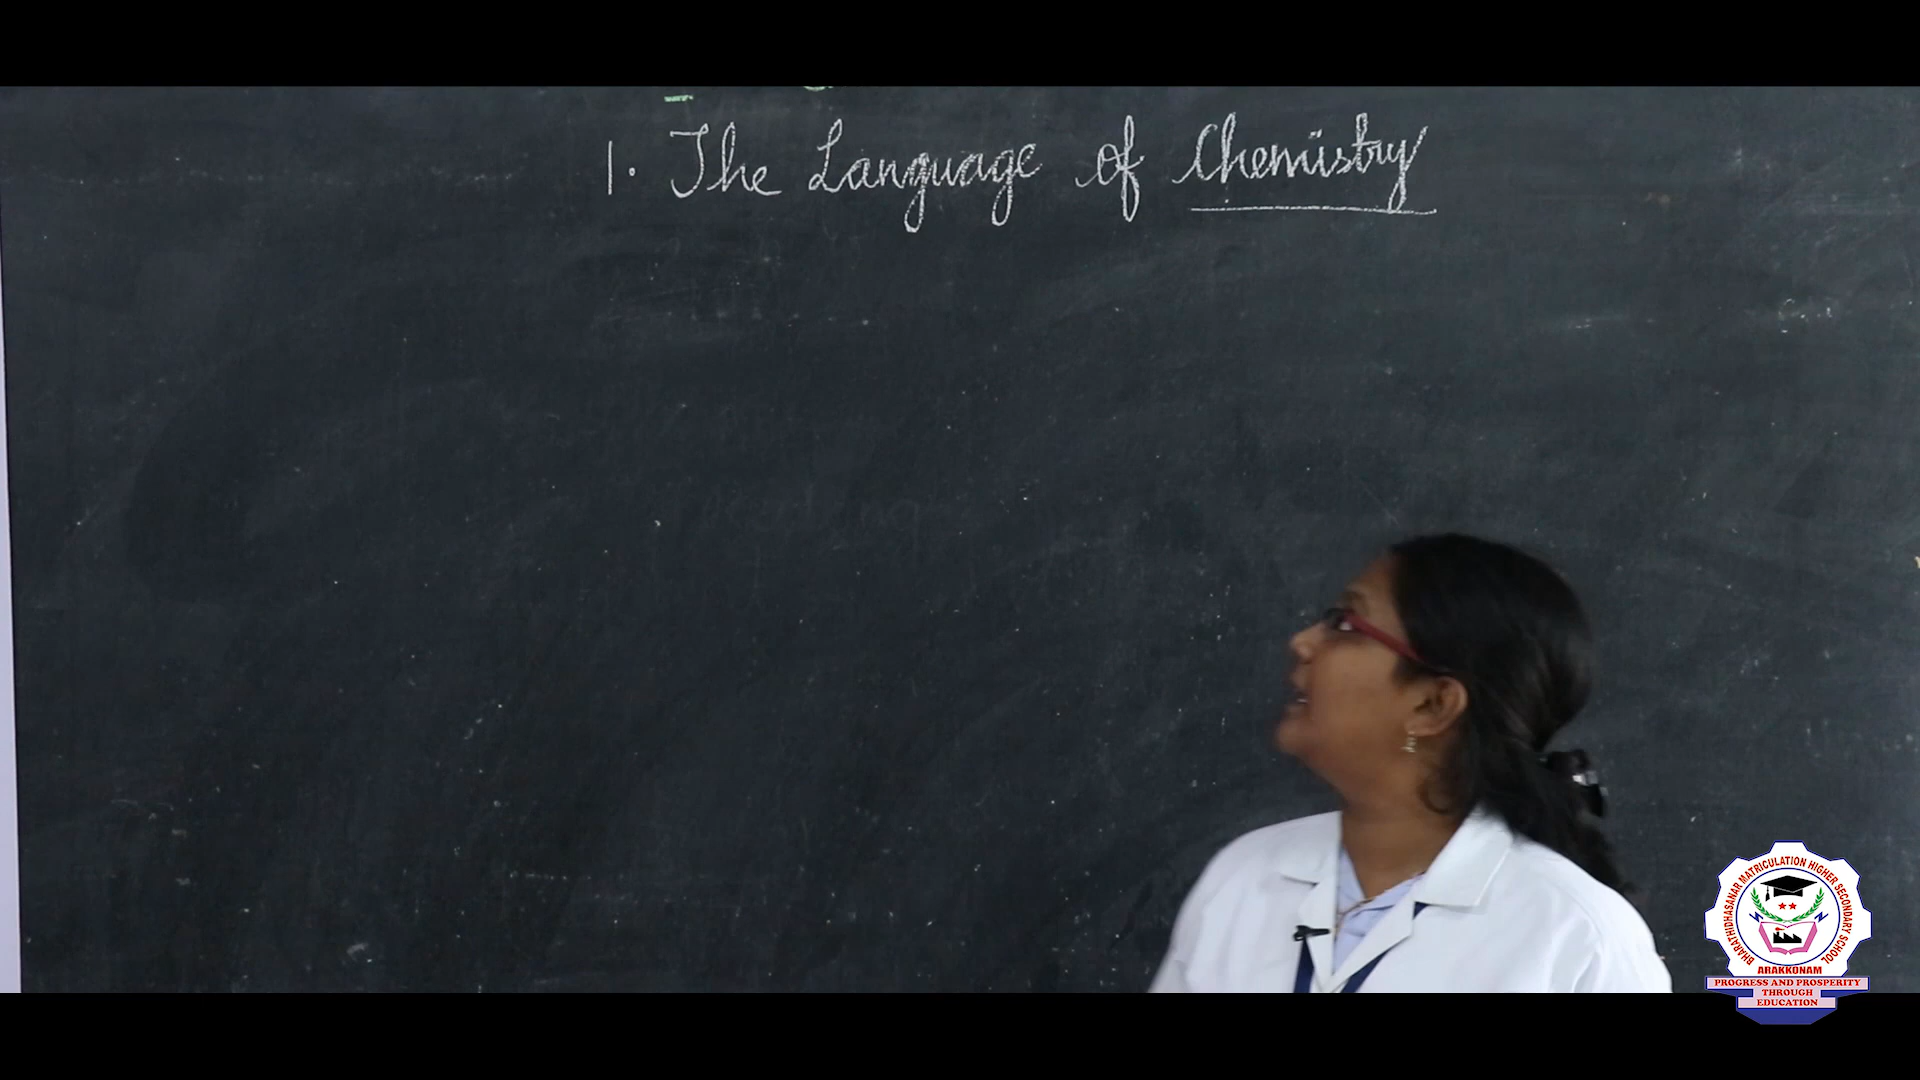 1. The Language of Chemistry
BHARATHIDHASANAR MATRICULATION HIGHER SECONDARY SCHOOL
ARAKKONAM
PROGRESS AND PROSPERITY
THROUGH
EDUCATION